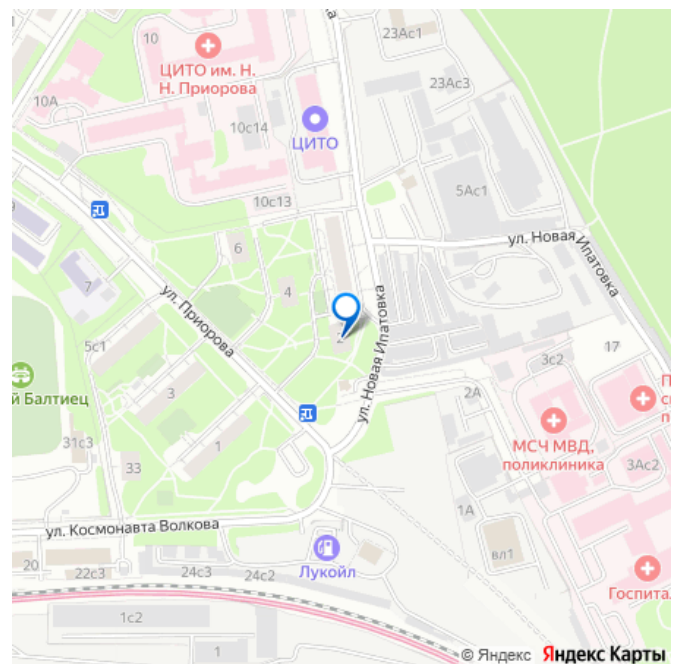 23Ас1
10
ЦИТО им. Н.
Н. Приорова
23Ас3
10А
10с14
ЦИТО
5Ас1
10с13
ул. Новая Ипатовка
6
7
4
ул. Приорова
ул. Новая Ипатовка
5с1
3
3с2
17
2А
й Балтиец
МСЧ МВД,
поликлиника
31с3
1
33
3Ас2
1А
ул. Космонавта Волкова
вл1
20
22с3
24с3
24с2
Лукойл
Госпита
1с2
1
© Яндекс Яндекс Карты